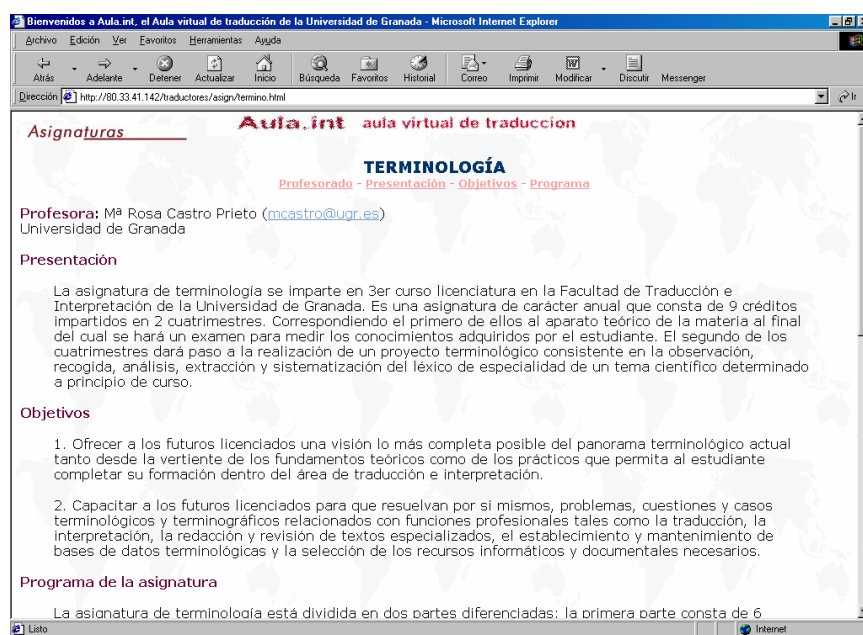 Bienvenidos a Aula.int, el Aula virtual de traducción de la Universidad de Granada - Microsoft Internet Explorer
Archivo Edición Ver Favoritos Herramientas Ayuda
Atrás Adelante Detener Actualizar Inicio Búsqueda Favoritos Historial Correo Imprimir Modificar Discutir Messenger
Dirección http://80.33.41.142/traductores/asign/termino.html Ir
Asignaturas Aula.int aula virtual de traduccion
TERMINOLOGÍA
Profesorado - Presentación - Objetivos - Programa
Profesora: Mª Rosa Castro Prieto (mcastro@ugr.es)
Universidad de Granada
Presentación
La asignatura de terminología se imparte en 3er curso licenciatura en la Facultad de Traducción e
Interpretación de la Universidad de Granada. Es una asignatura de carácter anual que consta de 9 créditos
impartidos en 2 cuatrimestres. Correspondiendo el primero de ellos al aparato teórico de la materia al final
del cual se hará un examen para medir los conocimientos adquiridos por el estudiante. El segundo de los
cuatrimestres dará paso a la realización de un proyecto terminológico consistente en la observación,
recogida, análisis, extracción y sistematización del léxico de especialidad de un tema científico determinado
a principio de curso.
Objetivos
1. Ofrecer a los futuros licenciados una visión lo más completa posible del panorama terminológico actual
tanto desde la vertiente de los fundamentos teóricos como de los prácticos que permita al estudiante
completar su formación dentro del área de traducción e interpretación.
2. Capacitar a los futuros licenciados para que resuelvan por si mismos, problemas, cuestiones y casos
terminológicos y terminográficos relacionados con funciones profesionales tales como la traducción, la
interpretación, la redacción y revisión de textos especializados, el establecimiento y mantenimiento de
bases de datos terminológicas y la selección de los recursos informáticos y documentales necesarios.
Programa de la asignatura
La asignatura de terminología está dividida en dos partes diferenciadas: la primera parte consta de 6
Listo Internet